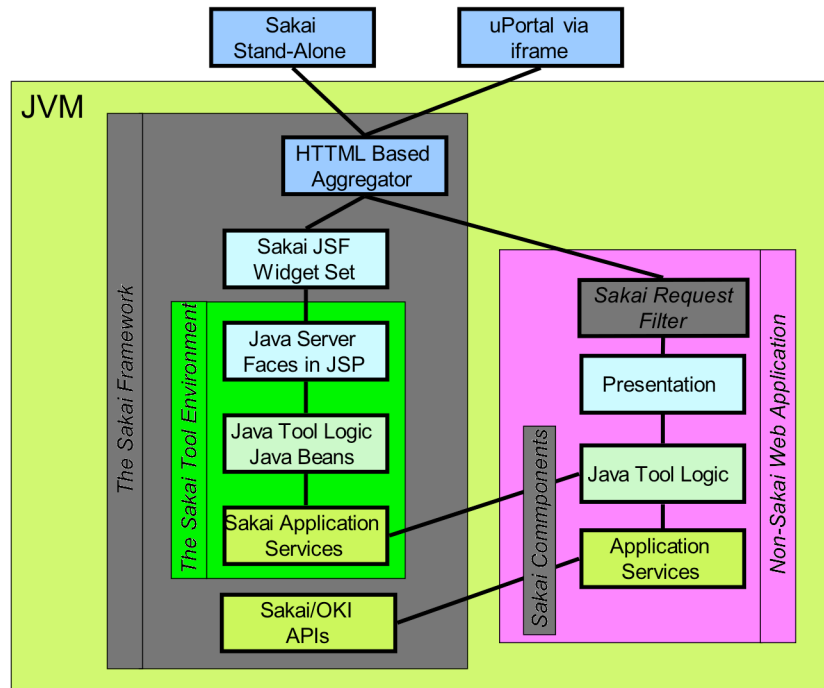 Sakai
Stand-Alone
uPortal via
iframe
JVM
HTTML Based
Aggregator
Sakai JSF
Widget Set
The Sakai Framework
The Sakai Tool Environment
Java Server
Faces in JSP
Java Tool Logic
Java Beans
Sakai Application
Services
Sakai/OKI
APIs
Sakai Request
Filter
Presentation
Java Tool Logic
Application
Services
Sakai Commponents
Non-Sakai Web Application